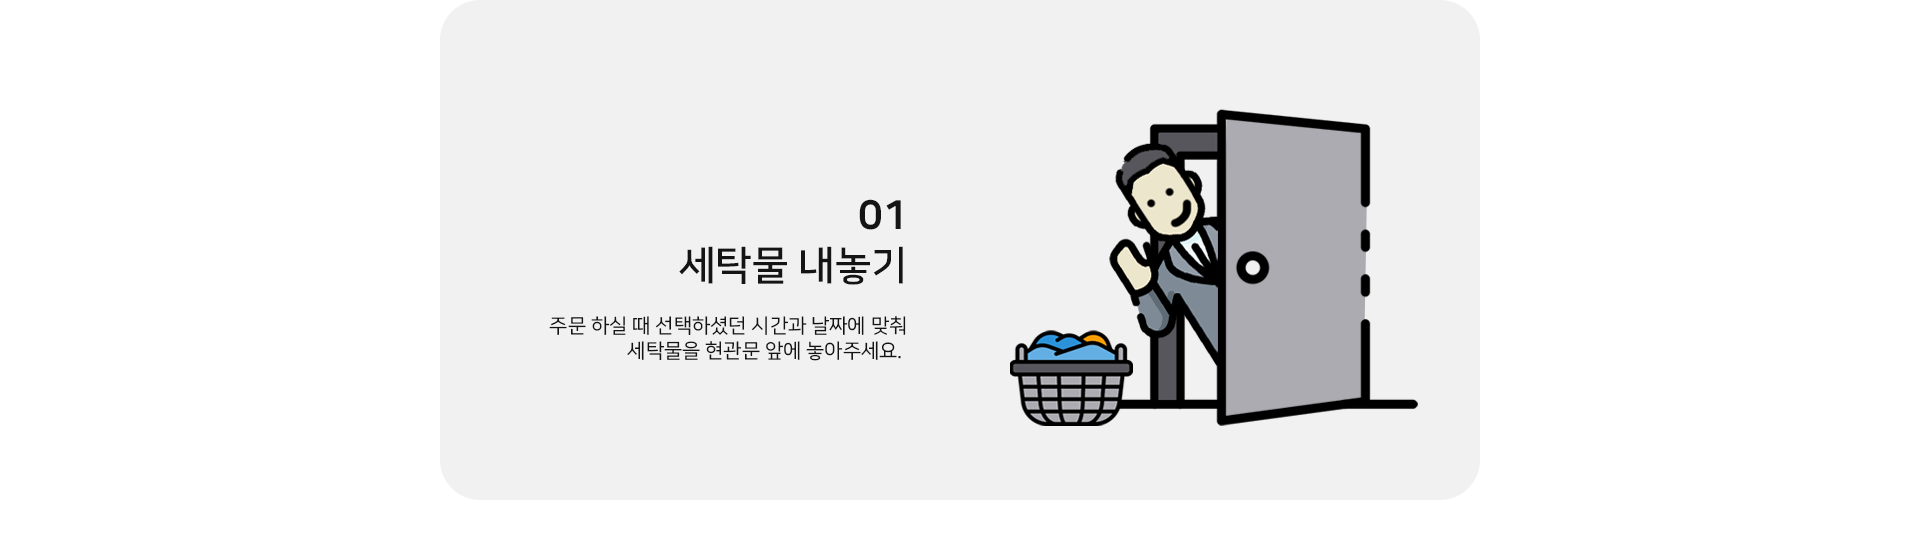 01
세탁물 내놓기
주문 하실 때 선택하셨던 시간과 날짜에 맞춰
세탁물을 현관문 앞에 놓아주세요.